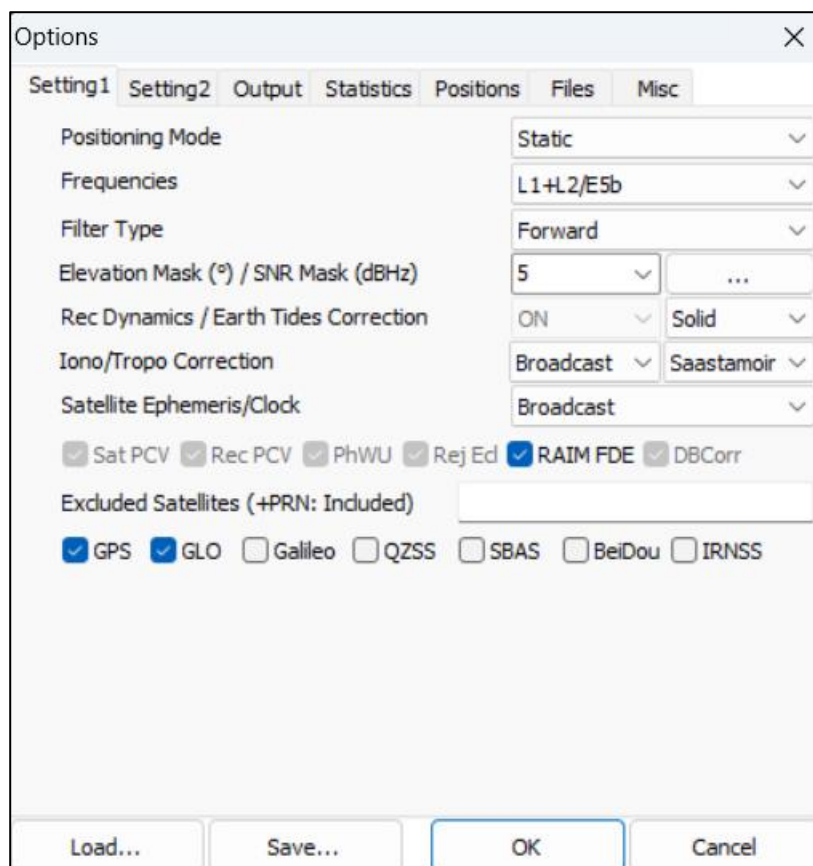 Options
Setting1 Setting2 Output Statistics Positions Files Misc
Positioning Mode Static
Frequencies L1+L2/E5b
Filter Type Forward
Elevation Mask (°) / SNR Mask (dBHz) 5 ...
Rec Dynamics / Earth Tides Correction ON Solid
Iono/Tropo Correction Broadcast Saastamoir
Satellite Ephemeris/Clock Broadcast
Sat PCV Rec PCV PhWU Rej Ecl RAIM FDE DBCorr
Excluded Satellites (+PRN: Included)
GPS GLO Galileo QZSS SBAS BeiDou IRNSS
Load... Save... OK Cancel